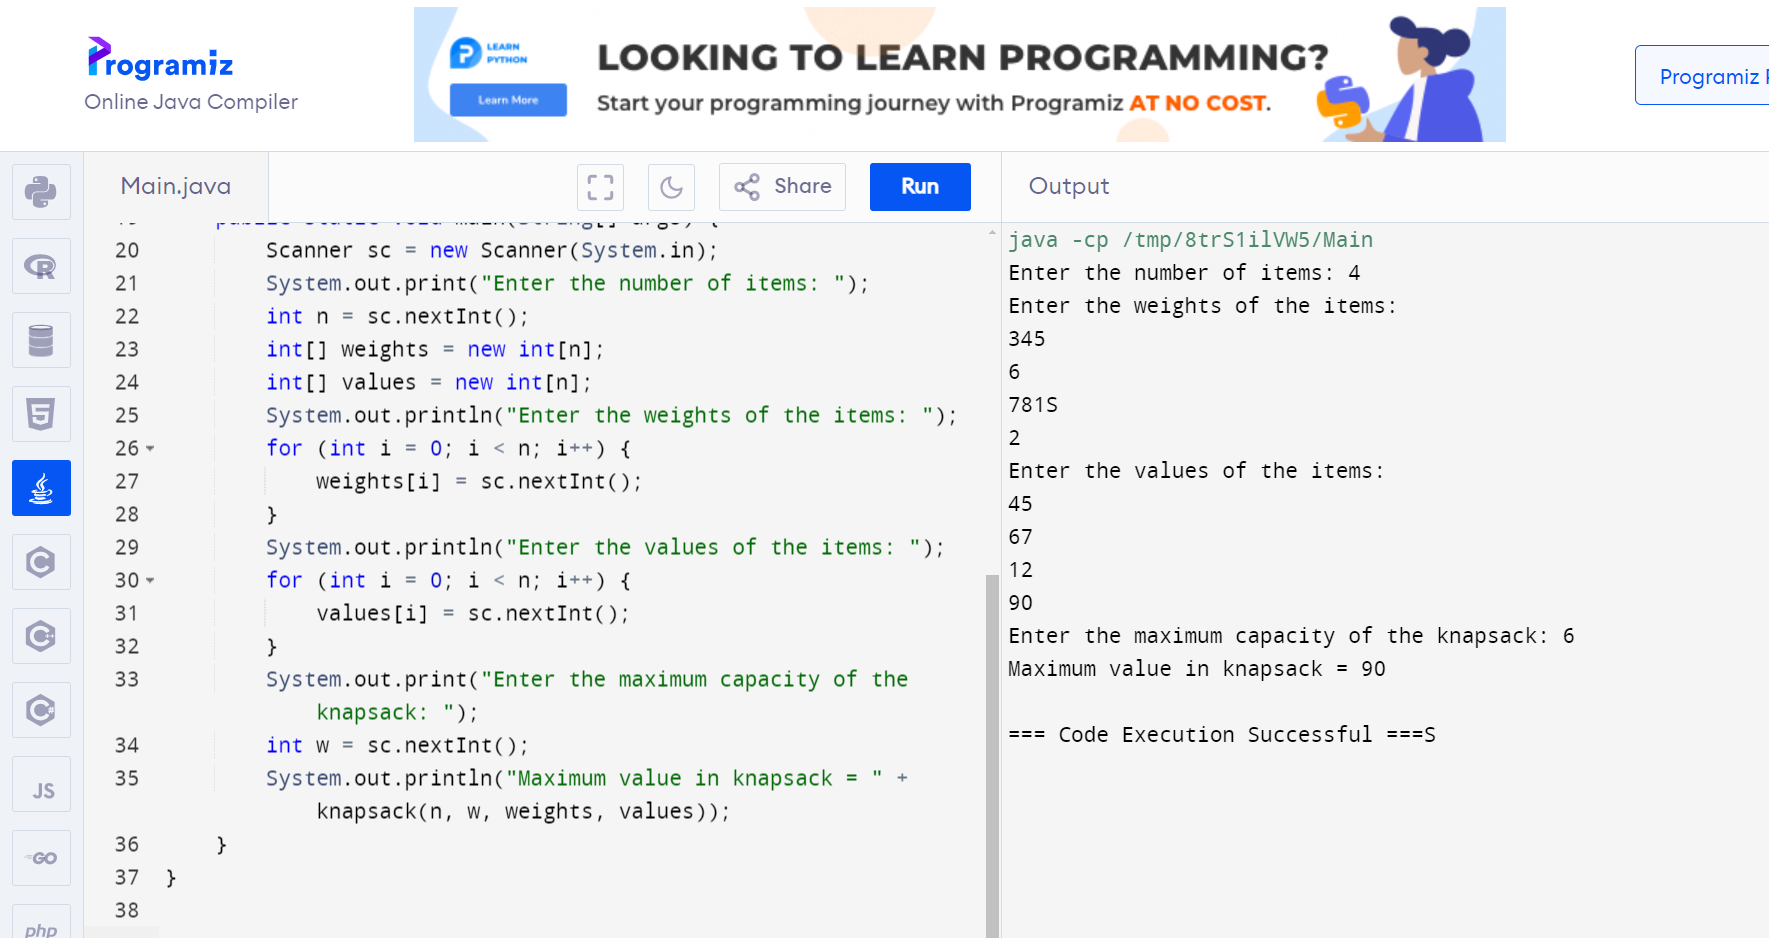 Programiz
Online Java Compiler
LEARN
PYTHON
Learn More
LOOKING TO LEARN PROGRAMMING?
Start your programming journey with Programiz AT NO COST.
Programiz
Main.java
Share
Run
Output
19 public static void main(String[] args) {
20 Scanner sc = new Scanner(System.in);
21 System.out.print("Enter the number of items: ");
22 int n = sc.nextInt();
23 int[] weights = new int[n];
24 int[] values = new int[n];
25 System.out.println("Enter the weights of the items: ");
26 for (int i = 0; i < n; i++) {
27 weights[i] = sc.nextInt();
28 }
29 System.out.println("Enter the values of the items: ");
30 for (int i = 0; i < n; i++) {
31 values[i] = sc.nextInt();
32 }
33 System.out.print("Enter the maximum capacity of the
knapsack: ");
34 int w = sc.nextInt();
35 System.out.println("Maximum value in knapsack = " +
knapsack(n, w, weights, values));
36 }
37 }
38
java -cp /tmp/8trS1ilVW5/Main
Enter the number of items: 4
Enter the weights of the items:
345
6
781S
2
Enter the values of the items:
45
67
12
90
Enter the maximum capacity of the knapsack: 6
Maximum value in knapsack = 90
=== Code Execution Successful ===S
R
5
C
C++
C#
JS
GO
php